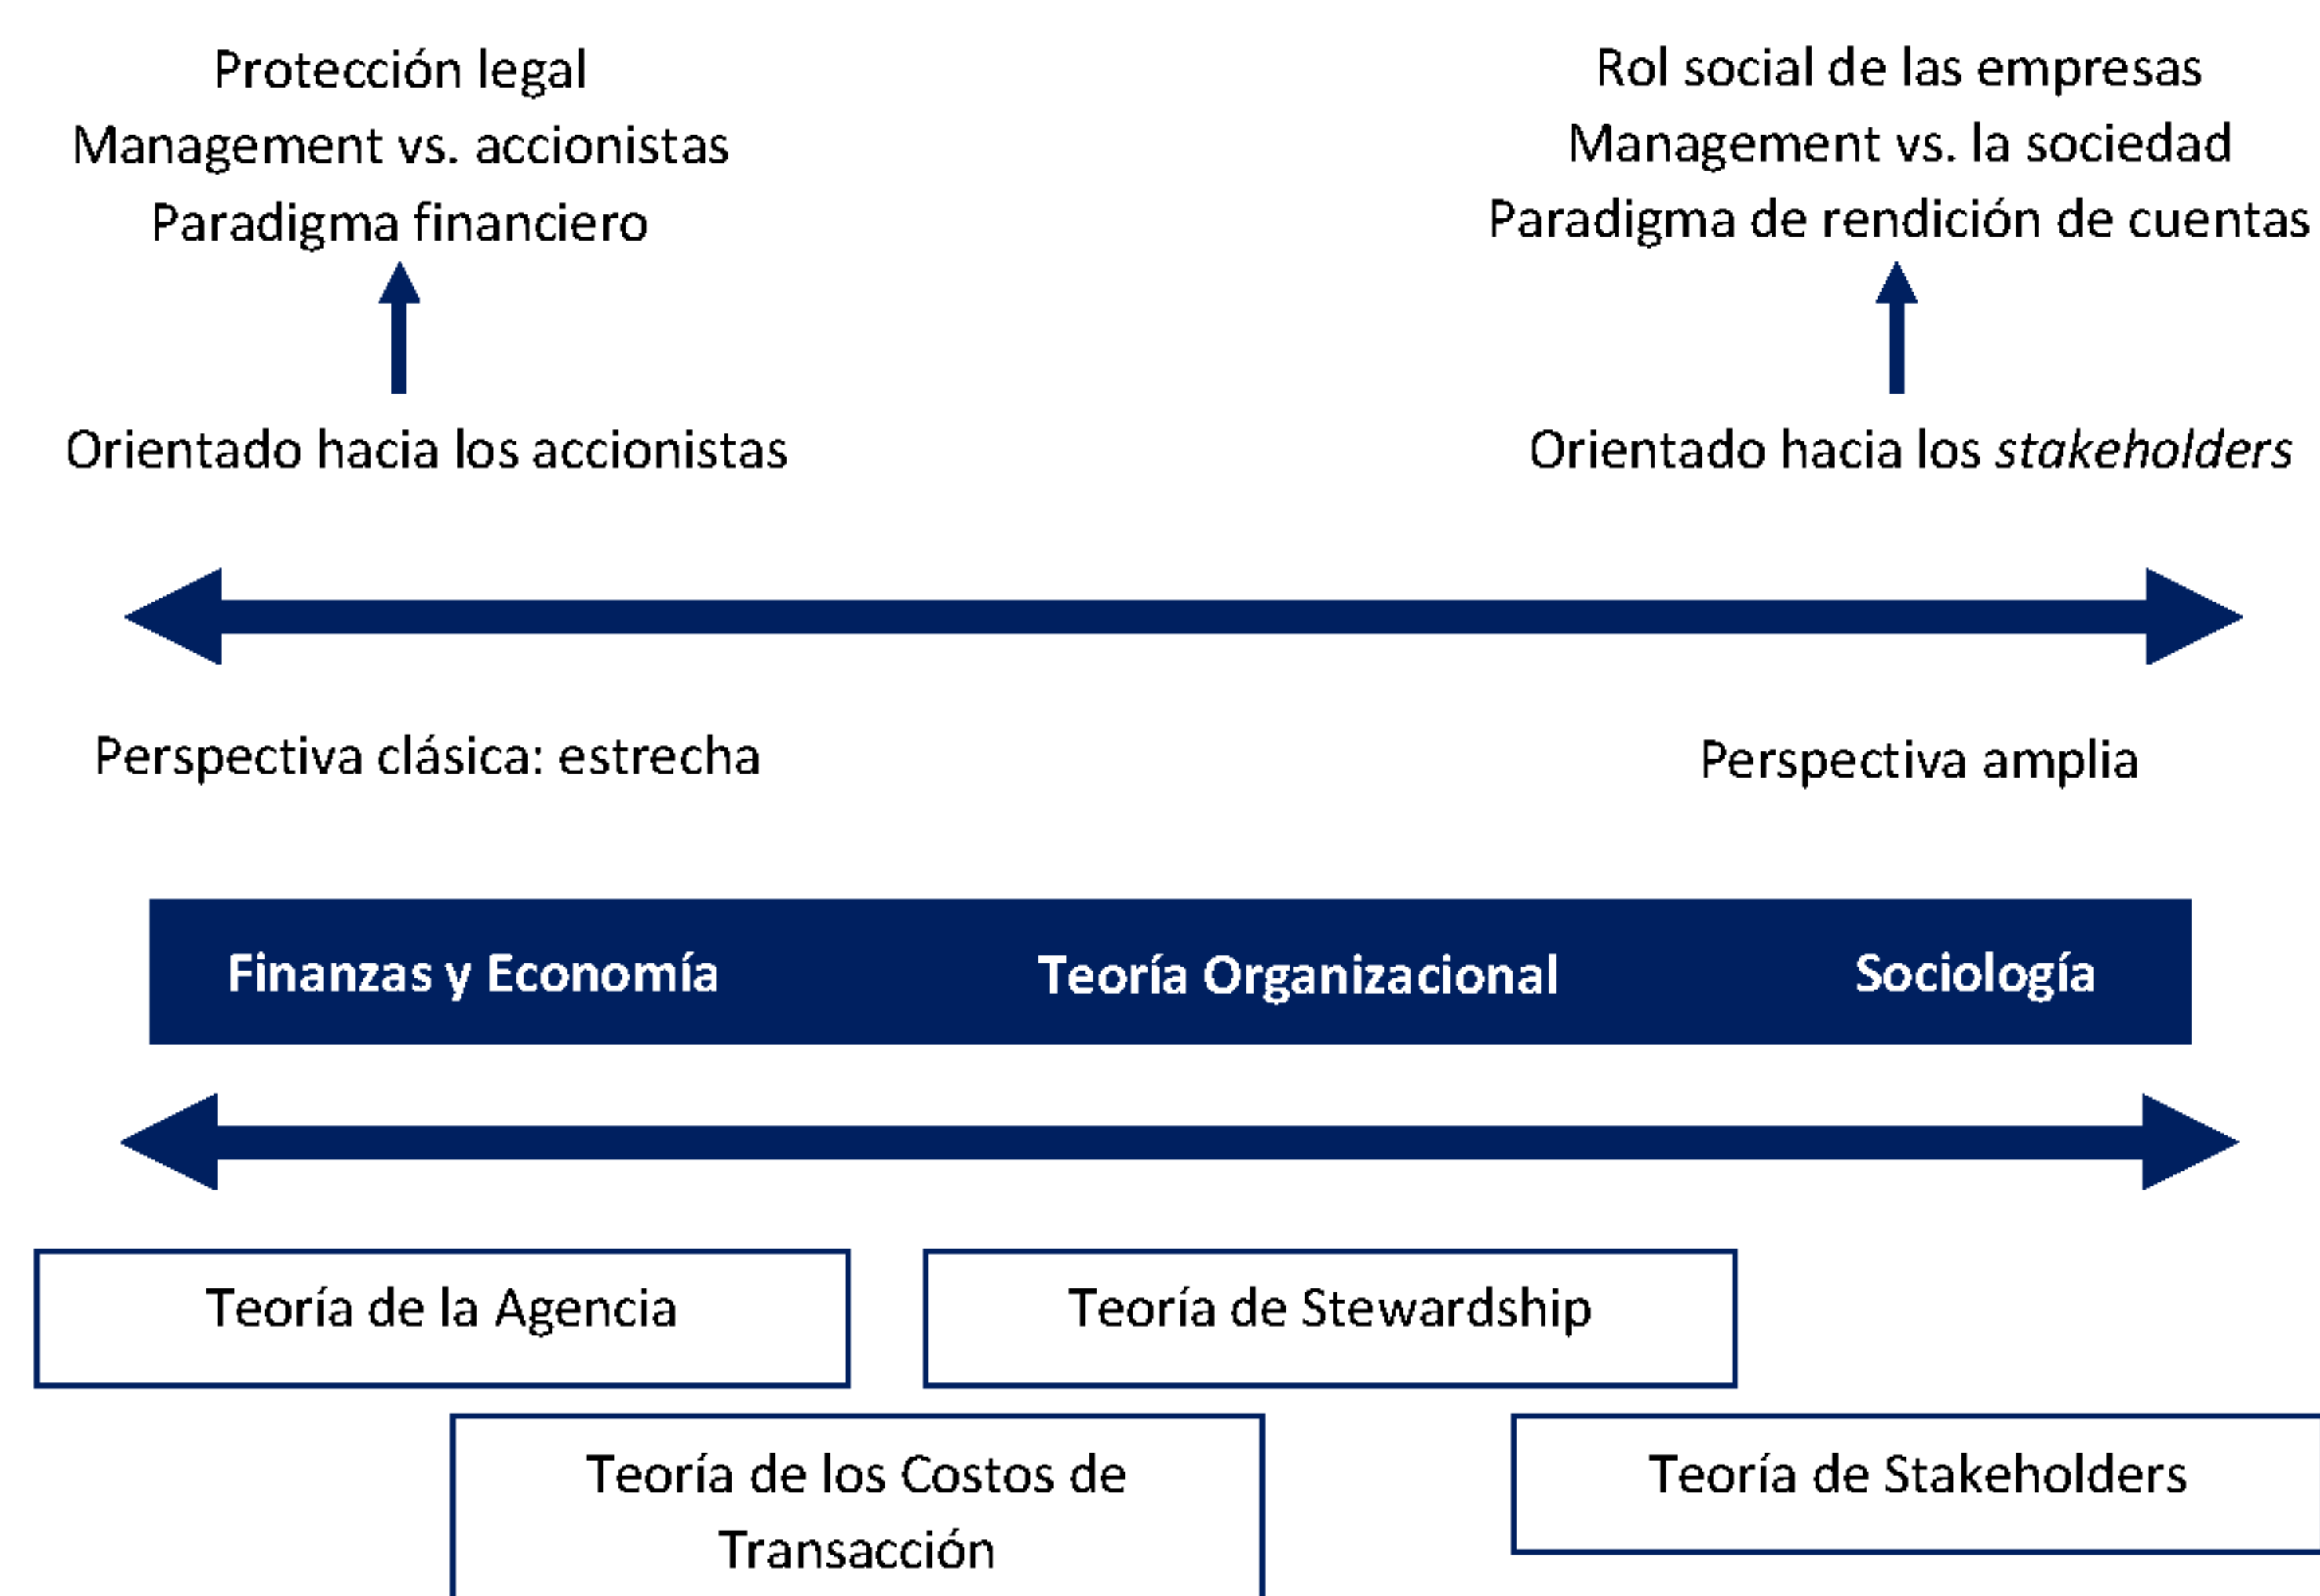 Protección legal
Management vs. accionistas
Paradigma financiero
Rol social de las empresas
Management vs. la sociedad
Paradigma de rendición de cuentas
Orientado hacia los accionistas
Orientado hacia los stakeholders
Perspectiva clásica: estrecha
Perspectiva amplia
Finanzas y Economía
Teoría Organizacional
Sociología
Teoría de la Agencia
Teoría de Stewardship
Teoría de los Costos de
Transacción
Teoría de Stakeholders